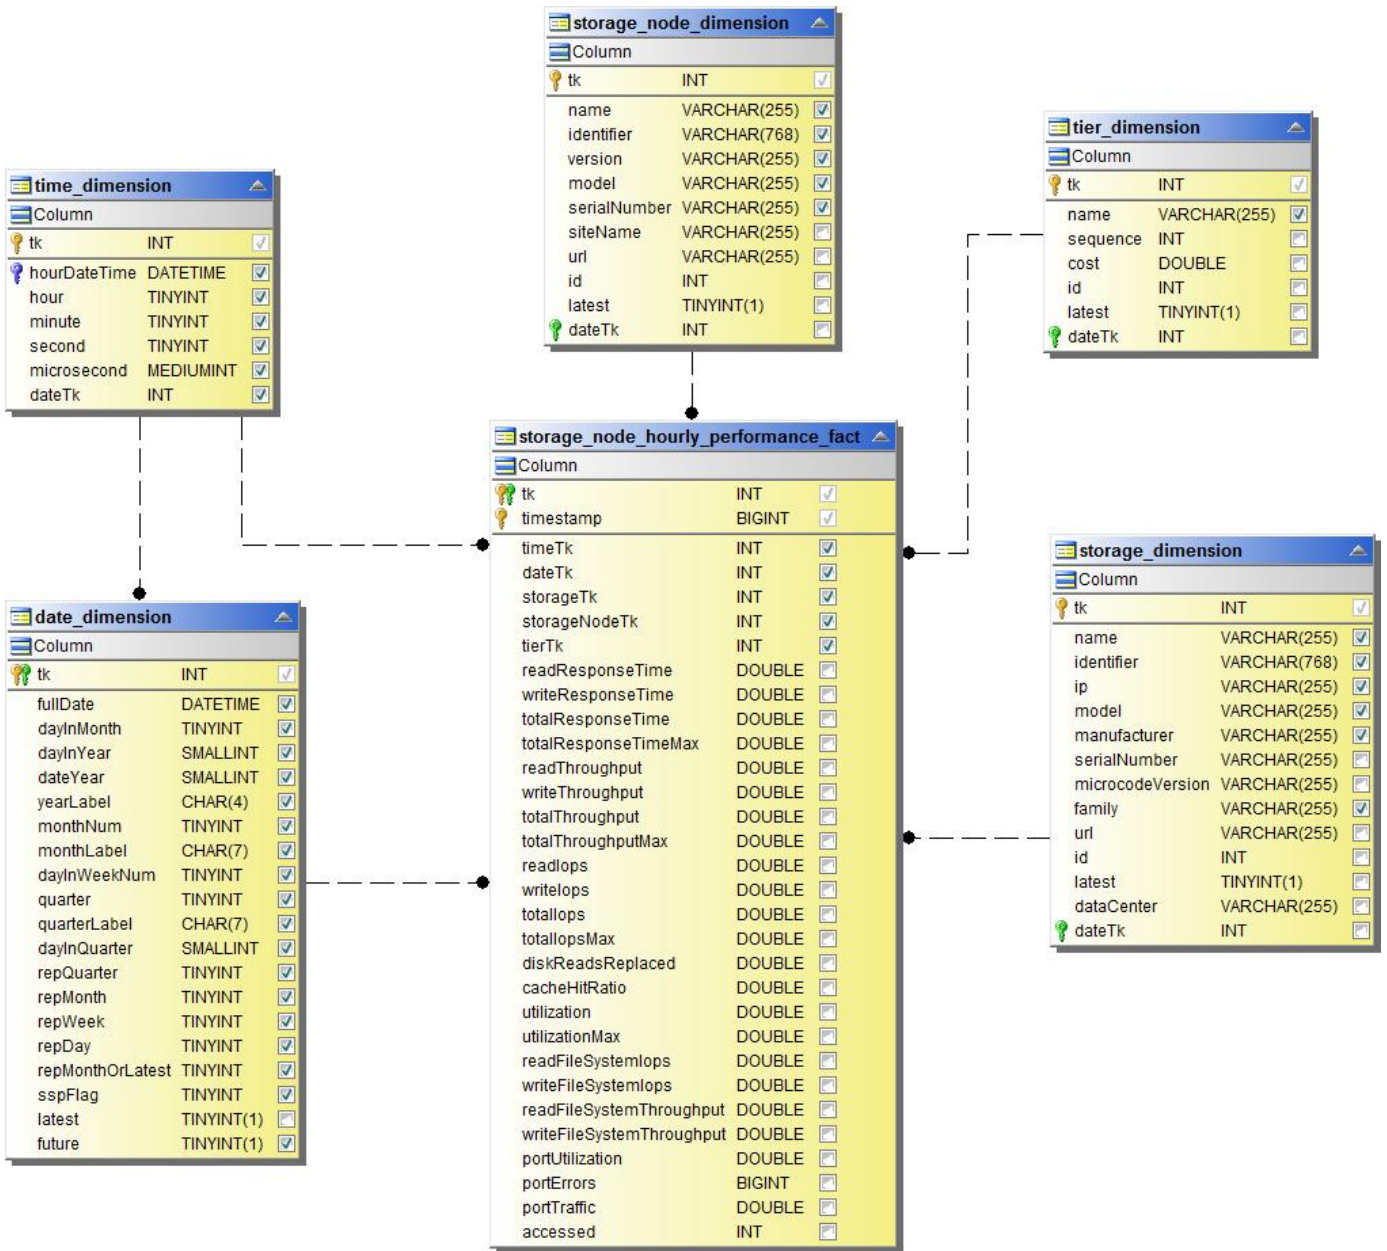 storage_node_dimension
Column
tk INT
name VARCHAR(255)
identifier VARCHAR(768)
version VARCHAR(255)
model VARCHAR(255)
serialNumber VARCHAR(255)
siteName VARCHAR(255)
url VARCHAR(255)
id INT
latest TINYINT(1)
dateTk INT
tier_dimension
Column
tk INT
name VARCHAR(255)
sequence INT
cost DOUBLE
id INT
latest TINYINT(1)
dateTk INT
time_dimension
Column
tk INT
hourDateTime DATETIME
hour TINYINT
minute TINYINT
second TINYINT
microsecond MEDIUMINT
dateTk INT
storage_node_hourly_performance_fact
Column
tk INT
timestamp BIGINT
timeTk INT
dateTk INT
storageTk INT
storageNodeTk INT
tierTk INT
readResponseTime DOUBLE
writeResponseTime DOUBLE
totalResponseTime DOUBLE
totalResponseTimeMax DOUBLE
readThroughput DOUBLE
writeThroughput DOUBLE
totalThroughput DOUBLE
totalThroughputMax DOUBLE
readIops DOUBLE
writeIops DOUBLE
totalIops DOUBLE
totalIopsMax DOUBLE
diskReadsReplaced DOUBLE
cacheHitRatio DOUBLE
utilization DOUBLE
utilizationMax DOUBLE
readFileSystemIops DOUBLE
writeFileSystemIops DOUBLE
readFileSystemThroughput DOUBLE
writeFileSystemThroughput DOUBLE
portUtilization DOUBLE
portErrors BIGINT
portTraffic DOUBLE
accessed INT
storage_dimension
Column
tk INT
name VARCHAR(255)
identifier VARCHAR(768)
ip VARCHAR(255)
model VARCHAR(255)
manufacturer VARCHAR(255)
serialNumber VARCHAR(255)
microcodeVersion VARCHAR(255)
family VARCHAR(255)
url VARCHAR(255)
id INT
latest TINYINT(1)
dataCenter VARCHAR(255)
dateTk INT
date_dimension
Column
tk INT
fullDate DATETIME
dayInMonth TINYINT
dayInYear SMALLINT
dateYear SMALLINT
yearLabel CHAR(4)
monthNum TINYINT
monthLabel CHAR(7)
dayInWeekNum TINYINT
quarter TINYINT
quarterLabel CHAR(7)
dayInQuarter SMALLINT
repQuarter TINYINT
repMonth TINYINT
repWeek TINYINT
repDay TINYINT
repMonthOrLatest TINYINT
sspFlag TINYINT
latest TINYINT(1)
future TINYINT(1)